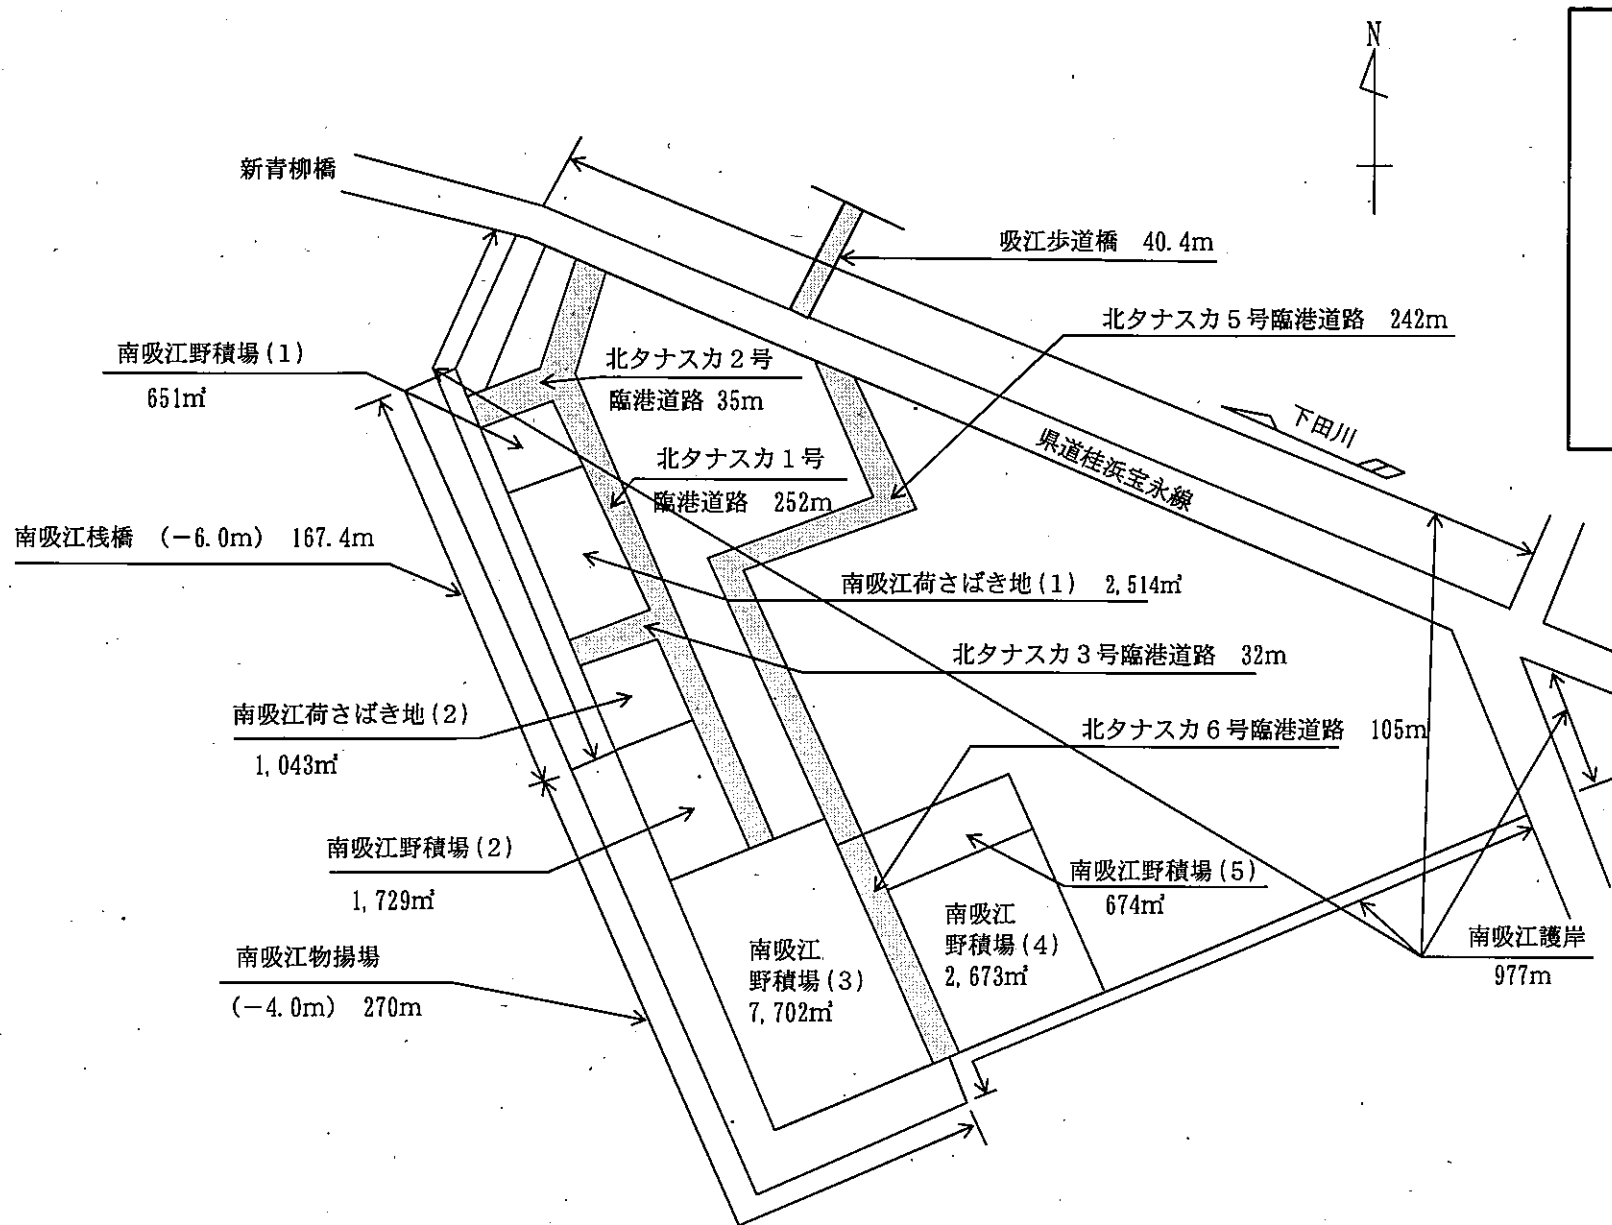 N
新青柳橋
吸江歩道橋 40.4m
北タナスカ5号臨港道路 242m
南吸江野積場(1)
651㎡
北タナスカ2号
臨港道路 35m
下田川
県道桂浜宝永線
北タナスカ1号
臨港道路 252m
南吸江桟橋 (-6.0m) 167.4m
南吸江荷さばき地(1) 2,514㎡
北タナスカ3号臨港道路 32m
南吸江荷さばき地(2)
1,043㎡
北タナスカ6号臨港道路 105m
南吸江野積場(2)
1,729㎡
南吸江野積場(5)
674㎡
南吸江
野積場(4)
2,673㎡
南吸江
野積場(3)
7,702㎡
南吸江護岸
977m
南吸江物揚場
(-4.0m) 270m